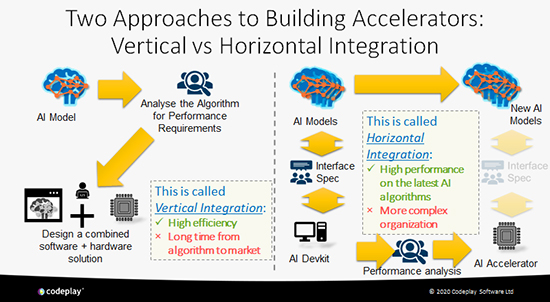 Two Approaches to Building Accelerators:
Vertical vs Horizontal Integration
AI Model
Analyse the Algorithm
for Performance
Requirements
This is called
Vertical Integration:
✓ High efficiency
× Long time from
algorithm to market
Design a combined
software + hardware
solution
AI Models
New AI
Models
This is called
Horizontal
Integration:
✓ High performance
on the latest AI
algorithms
× More complex
organization
Interface
Spec
Interface
Spec
AI Devkit
Performance analysis
AI Accelerator
codeplay
© 2020 Codeplay Software Ltd